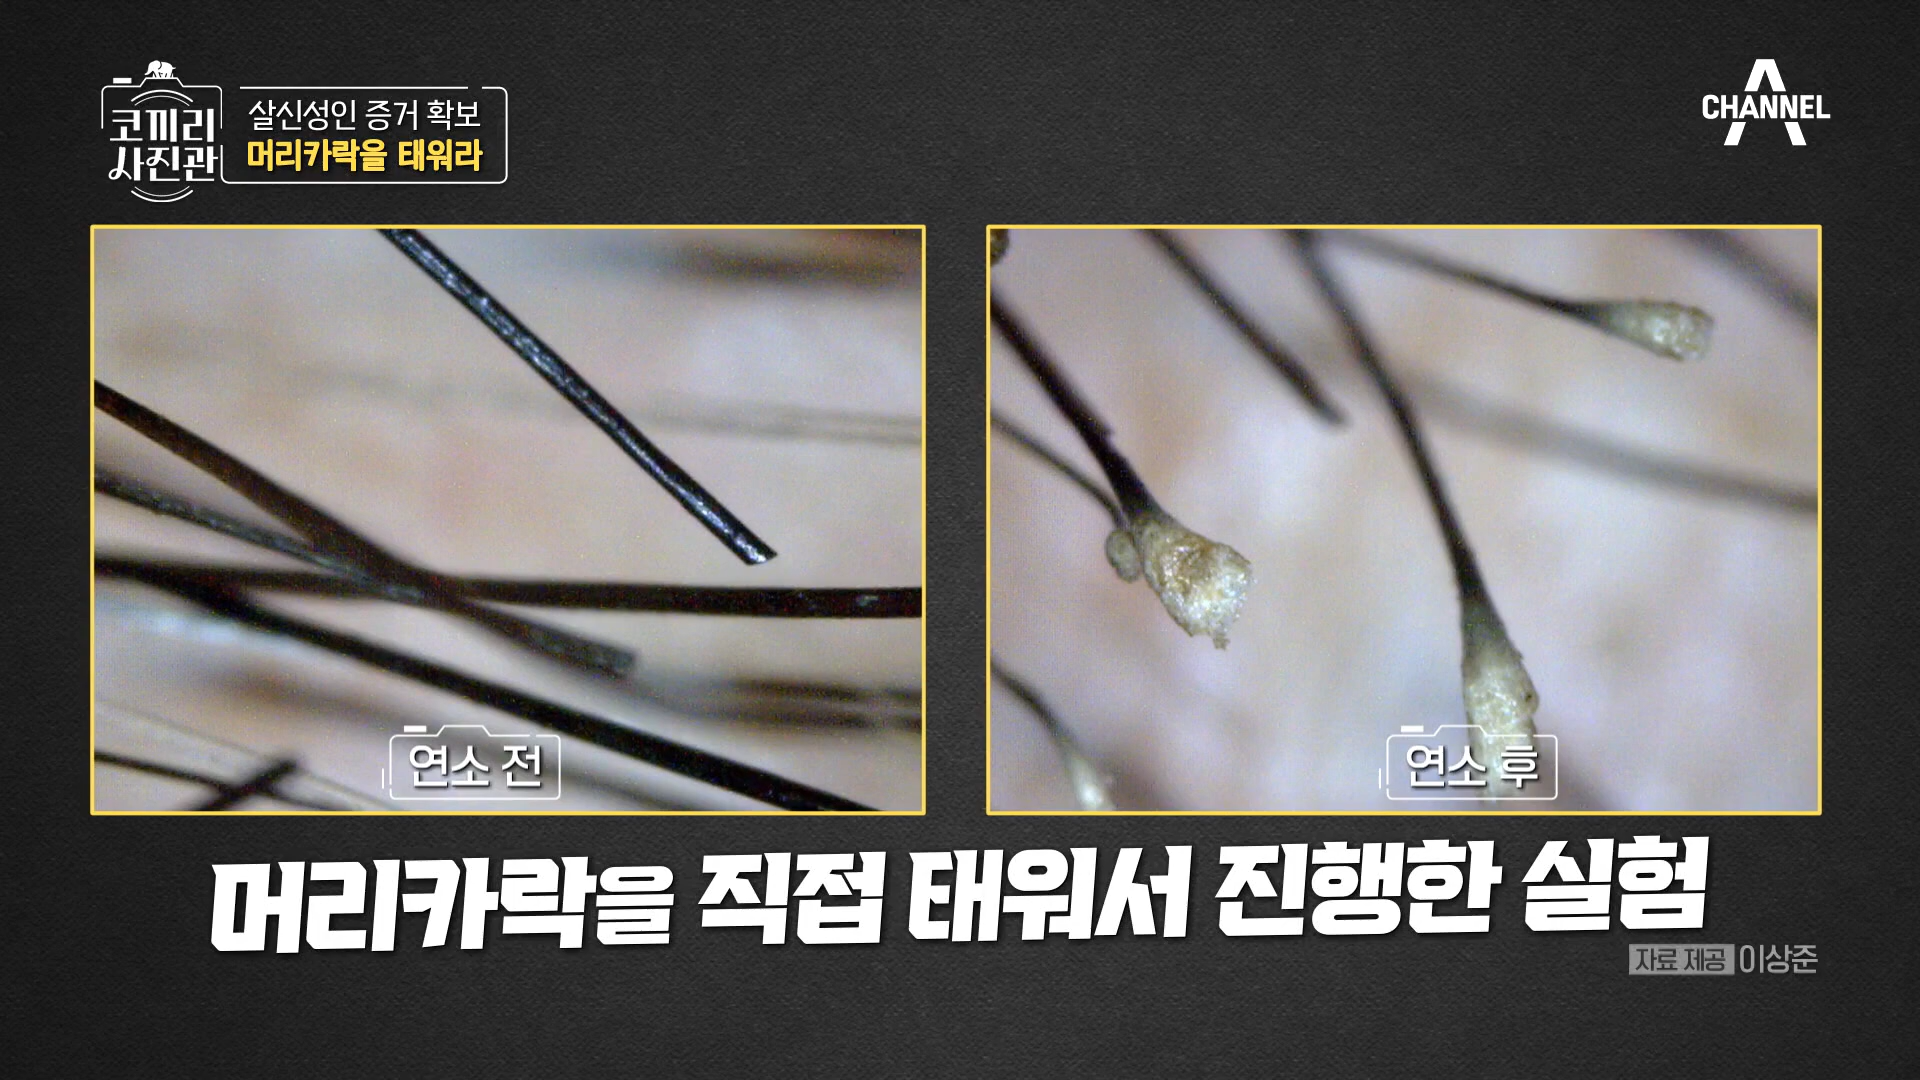 코끼리
사진관
살신성인 증거 확보
머리카락을 태워라
CHANNEL A
연소 전
연소 후
머리카락을 직접 태워서 진행한 실험
자료 제공 이상준